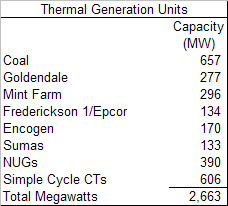 Thermal Generation Units
Capacity
(MW)
Coal 657
Goldendale 277
Mint Farm 296
Frederickson 1/Epcor 134
Encogen 170
Sumas 133
NUGs 390
Simple Cycle CTs 606
Total Megawatts 2,663